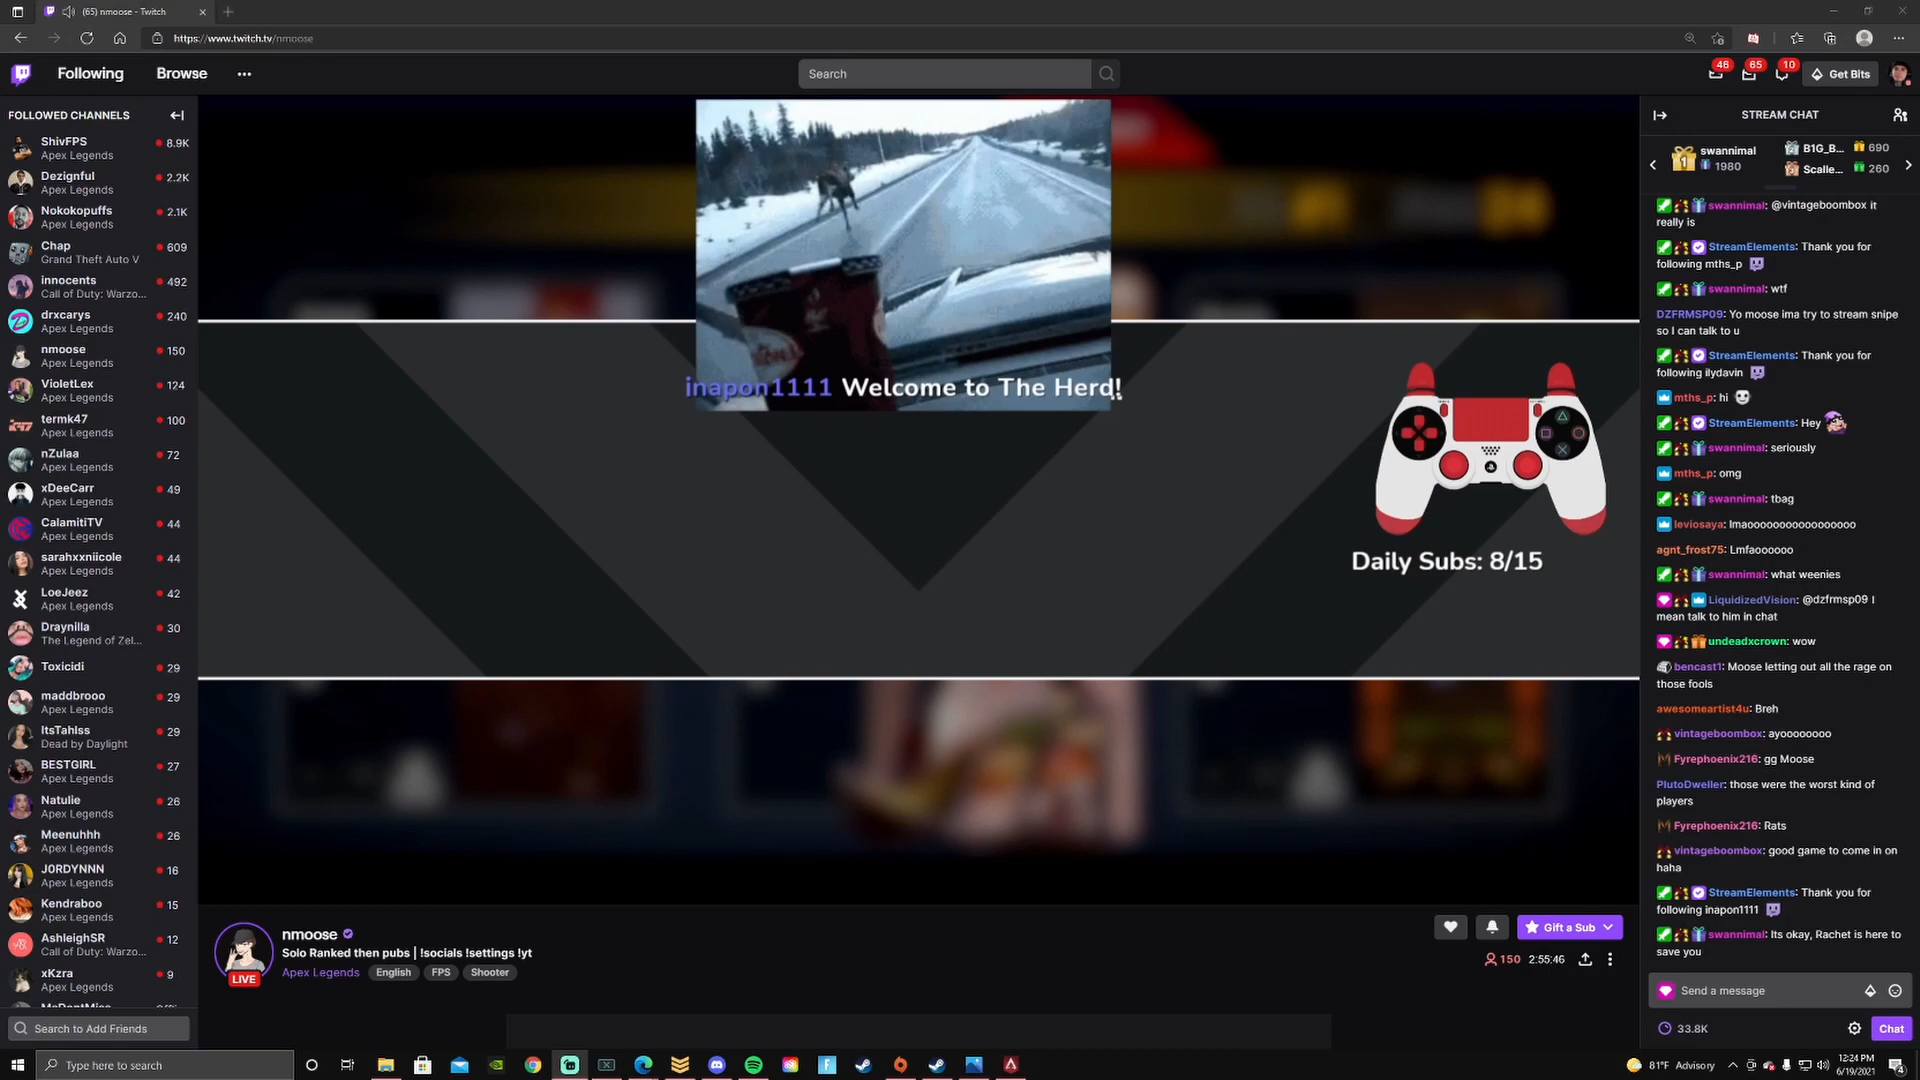 (65) nmoose - Twitch
https://www.twitch.tv/nmoose
Following
Browse
Search
46
65
10
Get Bits
FOLLOWED CHANNELS
ShivFPS
8.9K
Apex Legends
Dezignful
2.2K
Apex Legends
Nokokopuffs
2.1K
Apex Legends
Chap
609
Grand Theft Auto V
innocents
492
Call of Duty: Warzo...
drxcarys
240
Apex Legends
nmoose
150
Apex Legends
VioletLex
124
Apex Legends
termk47
100
Apex Legends
nZulaa
72
Apex Legends
xDeeCarr
49
Apex Legends
CalamitiTV
44
Apex Legends
sarahxxniicole
44
Apex Legends
LoeJeez
42
Apex Legends
Draynilla
30
The Legend of Zel...
Toxicidi
29
maddbrooo
29
Apex Legends
ItsTahlss
29
Dead by Daylight
BESTGIRL
27
Apex Legends
Natulie
26
Apex Legends
Meenuhhh
26
Apex Legends
J0RDYNNN
16
Apex Legends
Kendraboo
15
Apex Legends
AshleighSR
12
Call of Duty: Warzo...
xKzra
9
Apex Legends
Search to Add Friends
inapon1111 Welcome to The Herd!
Daily Subs: 8/15
nmoose
Solo Ranked then pubs | !socials !settings !yt
Apex Legends
English
FPS
Shooter
LIVE
Gift a Sub
150
2:55:46
STREAM CHAT
swannimal
1980
B1G_B...
690
Scalle...
260
swannimal: @vintageboombox it
really is
StreamElements: Thank you for
following mths_p
swannimal: wtf
DZFRMSP09: Yo moose ima try to stream snipe
so I can talk to u
StreamElements: Thank you for
following ilydavin
mths_p: hi
StreamElements: Hey
swannimal: seriously
mths_p: omg
swannimal: tbag
leviosaya: lmaooooooooooooooooo
agnt_frost75: Lmfaoooooo
swannimal: what weenies
LiquidizedVision: @dzfrmsp09 I
mean talk to him in chat
undeadxcrown: wow
bencast1: Moose letting out all the rage on
those fools
awesomeartist4u: Breh
vintageboombox: ayoooooooo
Fyrephoenix216: gg Moose
PlutoDweller: those were the worst kind of
players
Fyrephoenix216: Rats
vintageboombox: good game to come in on
haha
StreamElements: Thank you for
following inapon1111
swannimal: Its okay, Rachet is here to
save you
Send a message
33.8K
Chat
Type here to search
81°F Advisory
12:24 PM
6/19/2021